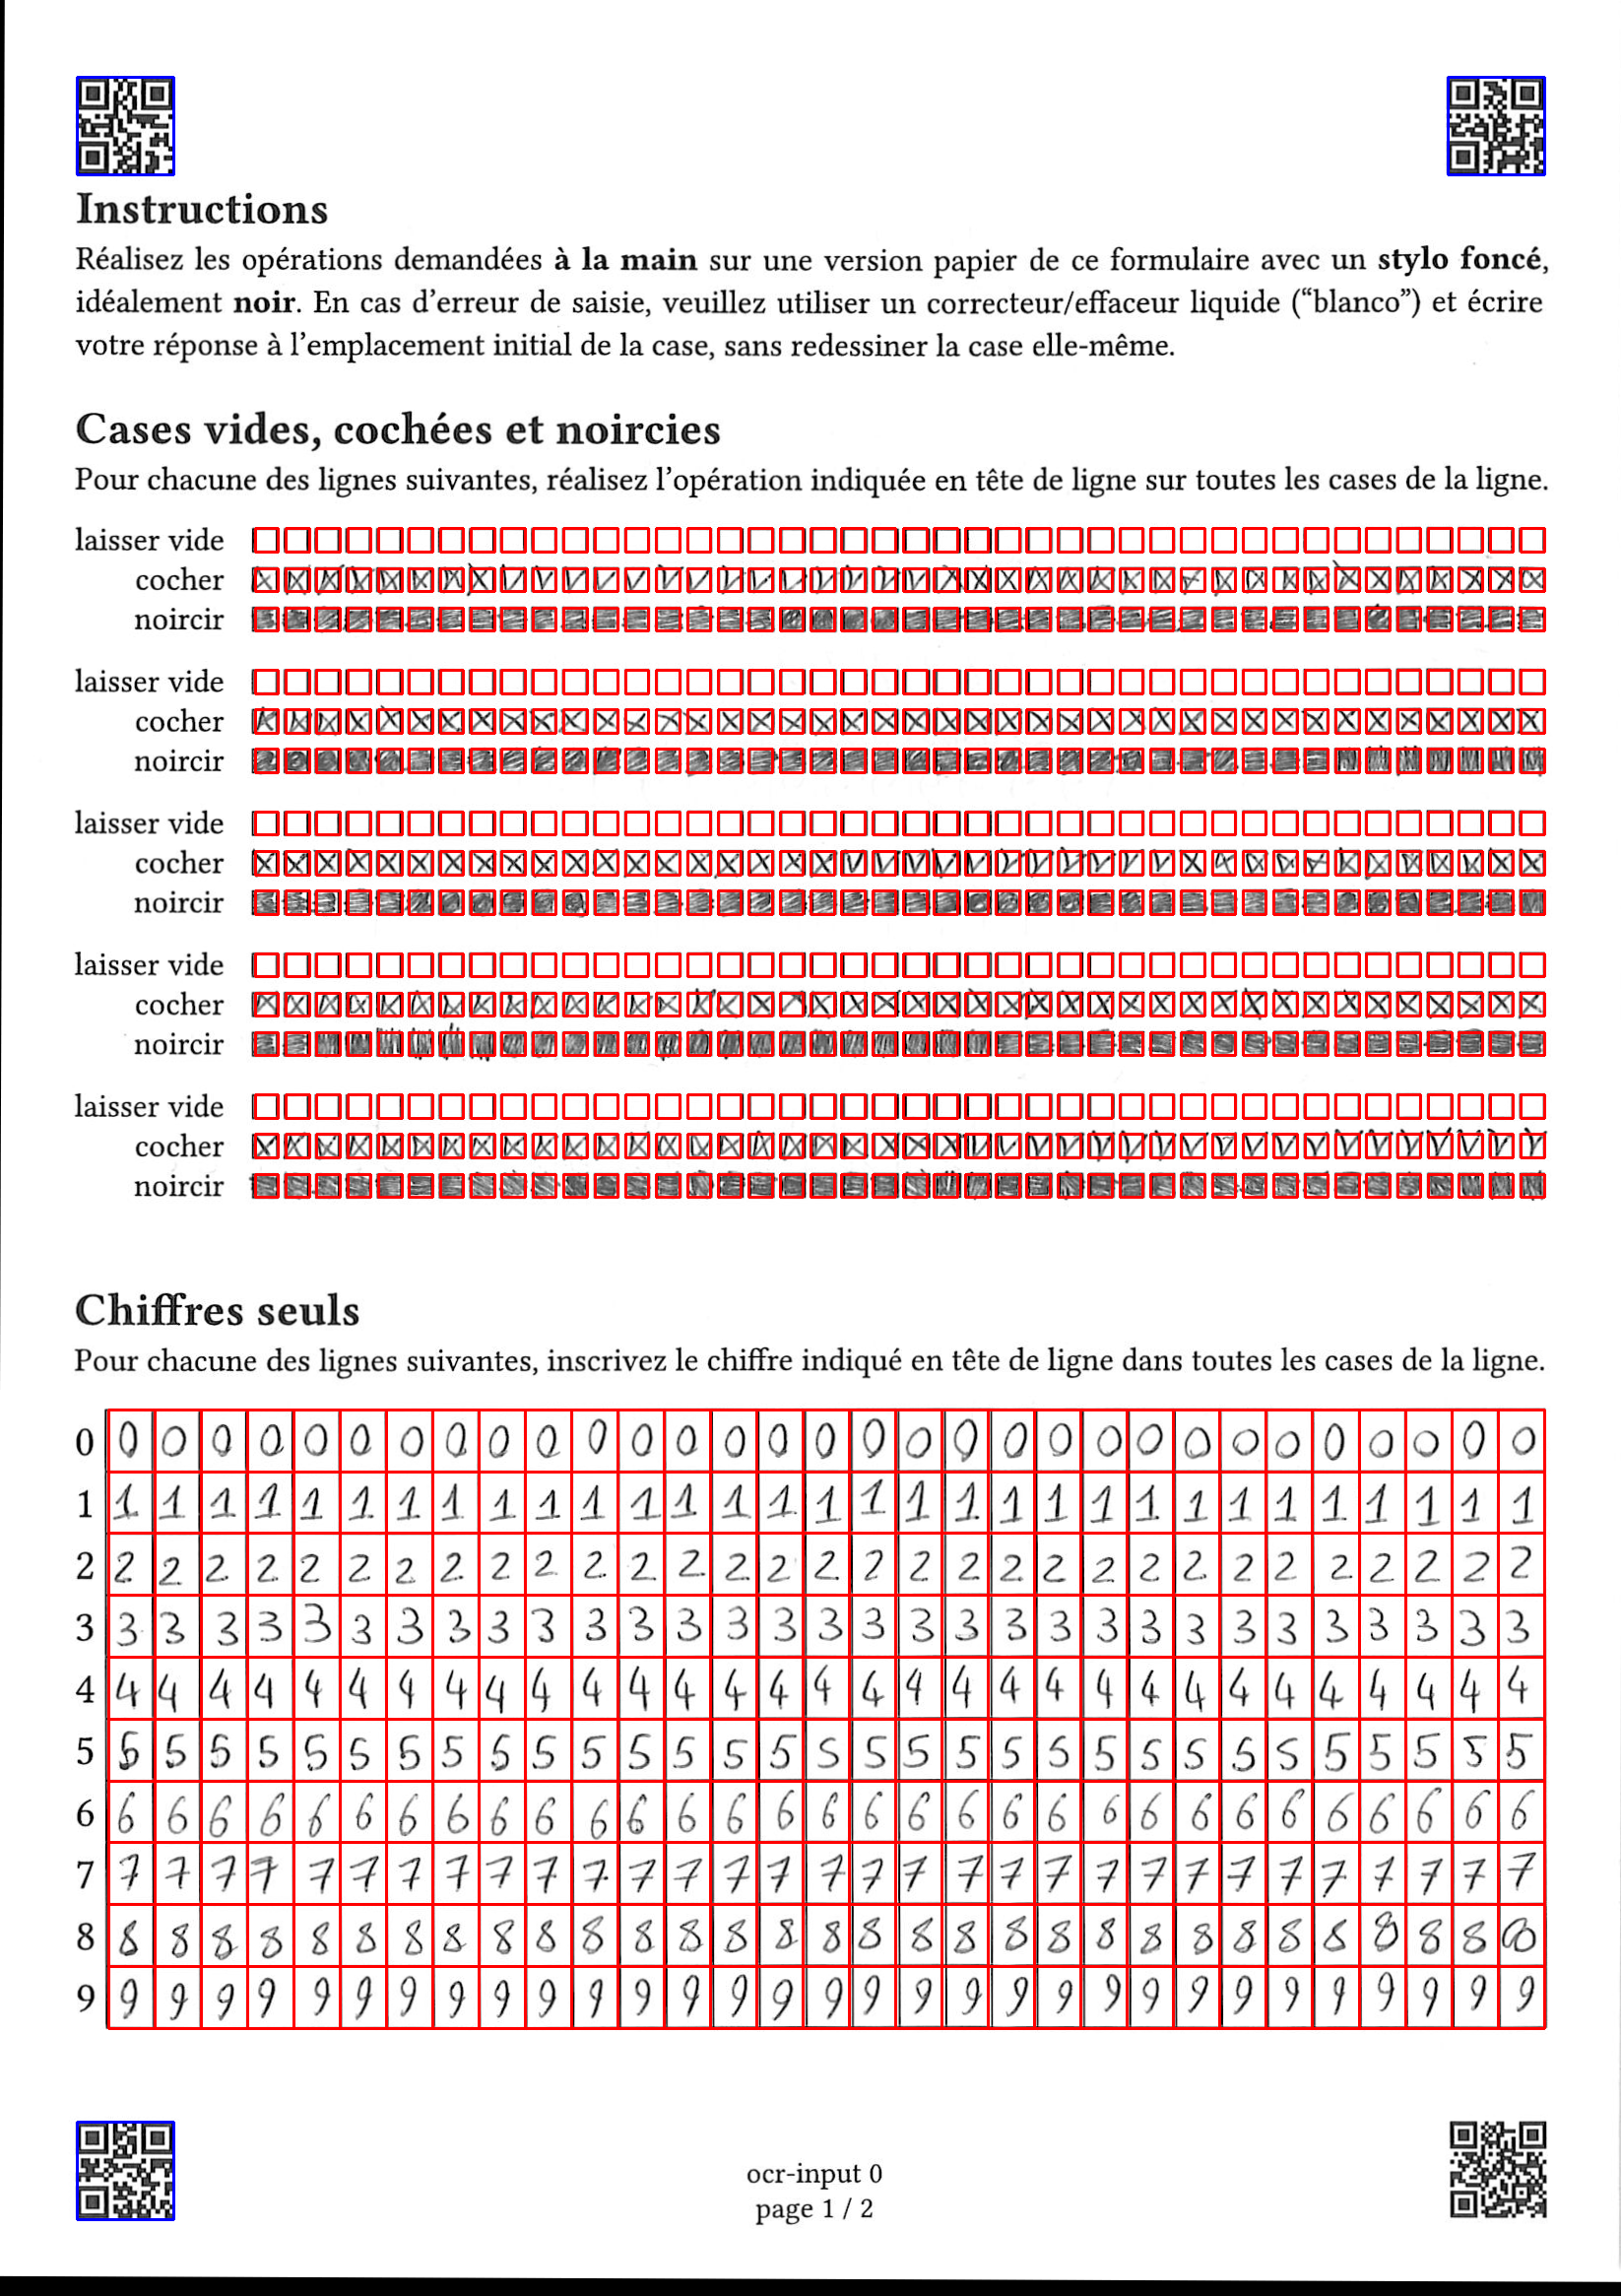 Instructions
Réalisez les opérations demandées à la main sur une version papier de ce formulaire avec un stylo foncé,
idéalement noir. En cas d'erreur de saisie, veuillez utiliser un correcteur/effaceur liquide (“blanco”) et écrire
votre réponse à l'emplacement initial de la case, sans redessiner la case elle-même.
Cases vides, cochées et noircies
Pour chacune des lignes suivantes, réalisez l'opération indiquée en tête de ligne sur toutes les cases de la ligne.
laisser vide
cocher
noircir
laisser vide
cocher
noircir
laisser vide
cocher
noircir
laisser vide
cocher
noircir
laisser vide
cocher
noircir
Chiffres seuls
Pour chacune des lignes suivantes, inscrivez le chiffre indiqué en tête de ligne dans toutes les cases de la ligne.
0 0 0 0 0 0 0 0 0 0 0 0 0 0 0 0 0 0 0 0 0 0 0 0 0 0 0 0 0 0 0 0
1 1 1 1 1 1 1 1 1 1 1 1 1 1 1 1 1 1 1 1 1 1 1 1 1 1 1 1 1 1 1 1
2 2 2 2 2 2 2 2 2 2 2 2 2 2 2 2 2 2 2 2 2 2 2 2 2 2 2 2 2 2 2 2
3 3 3 3 3 3 3 3 3 3 3 3 3 3 3 3 3 3 3 3 3 3 3 3 3 3 3 3 3 3 3 3
4 4 4 4 4 4 4 4 4 4 4 4 4 4 4 4 4 4 4 4 4 4 4 4 4 4 4 4 4 4 4 4
5 5 5 5 5 5 5 5 5 5 5 5 5 5 5 5 5 5 5 5 5 5 5 5 5 5 5 5 5 5 5 5
6 6 6 6 6 6 6 6 6 6 6 6 6 6 6 6 6 6 6 6 6 6 6 6 6 6 6 6 6 6 6 6
7 7 7 7 7 7 7 7 7 7 7 7 7 7 7 7 7 7 7 7 7 7 7 7 7 7 7 7 7 7 7 7
8 8 8 8 8 8 8 8 8 8 8 8 8 8 8 8 8 8 8 8 8 8 8 8 8 8 8 8 8 8 8 8
9 9 9 9 9 9 9 9 9 9 9 9 9 9 9 9 9 9 9 9 9 9 9 9 9 9 9 9 9 9 9 9
ocr-input 0
page 1 / 2